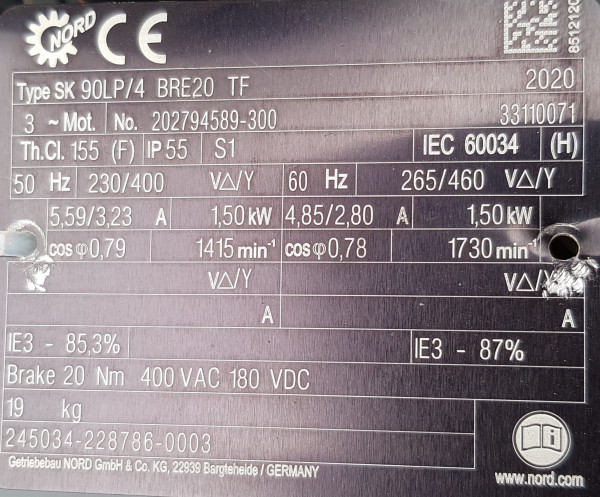 NORD CE
8512120
Type SK 90LP/4 BRE20 TF 2020
3 ~Mot. No. 202794589-300 33110071
Th.Cl. 155 (F) IP 55 S1 IEC 60034 (H)
50 Hz 230/400 V△/Y 60 Hz 265/460 V△/Y
5,59/3,23 A 1,50 kW 4,85/2,80 A 1,50 kW
cos φ 0,79 1415 min⁻¹ cos φ 0,78 1730 min⁻¹
V△/Y V△/
A A
IE3 - 85,3% IE3 - 87%
Brake 20 Nm 400 VAC 180 VDC
19 kg
245034-228786-0003
Getriebebau NORD GmbH & Co. KG, 22939 Bargteheide / GERMANY
www.nord.com